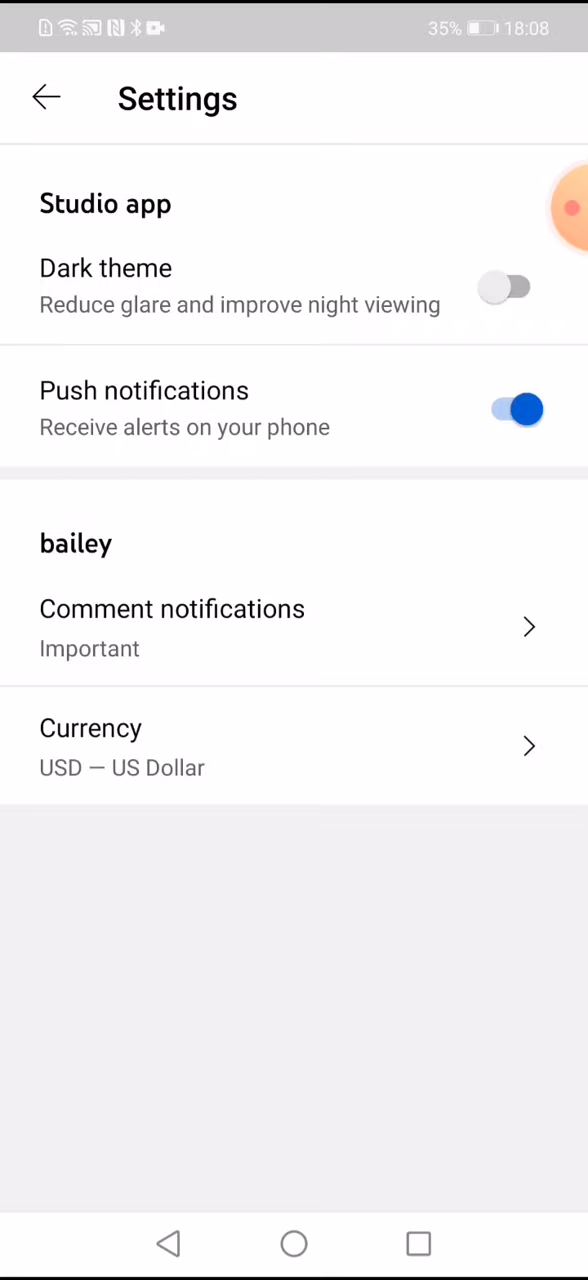 35% 18:08
Settings
Studio app
Dark theme
Reduce glare and improve night viewing
Push notifications
Receive alerts on your phone
bailey
Comment notifications
Important
Currency
USD — US Dollar